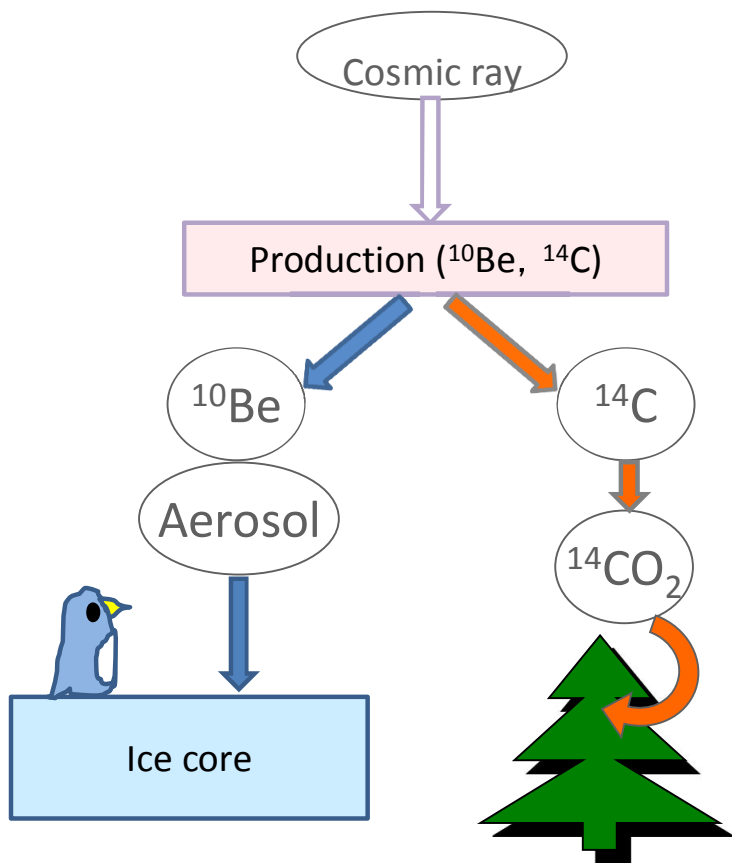 Cosmic ray
Production (¹⁰Be, ¹⁴C)
¹⁰Be
¹⁴C
Aerosol
¹⁴CO₂
Ice core